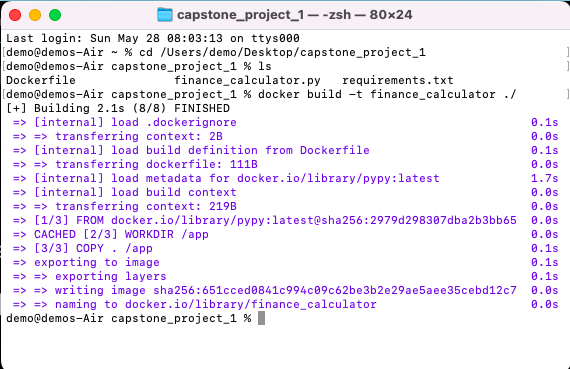 capstone_project_1 — -zsh — 80×24
Last login: Sun May 28 08:03:13 on ttys000
[demo@demos-Air ~ % cd /Users/demo/Desktop/capstone_project_1 ]
[demo@demos-Air capstone_project_1 % ls ]
Dockerfile finance_calculator.py requirements.txt
[demo@demos-Air capstone_project_1 % docker build -t finance_calculator ./ ]
[+] Building 2.1s (8/8) FINISHED
=> [internal] load .dockerignore 0.1s
=> => transferring context: 2B 0.0s
=> [internal] load build definition from Dockerfile 0.1s
=> => transferring dockerfile: 111B 0.0s
=> [internal] load metadata for docker.io/library/pypy:latest 1.7s
=> [internal] load build context 0.0s
=> => transferring context: 219B 0.0s
=> [1/3] FROM docker.io/library/pypy:latest@sha256:2979d298307dba2b3bb65 0.0s
=> CACHED [2/3] WORKDIR /app 0.0s
=> [3/3] COPY . /app 0.1s
=> exporting to image 0.1s
=> => exporting layers 0.1s
=> => writing image sha256:651cced0841c994c09c62be3b2e29ae5aee35cebd12c7 0.0s
=> => naming to docker.io/library/finance_calculator 0.0s
demo@demos-Air capstone_project_1 %